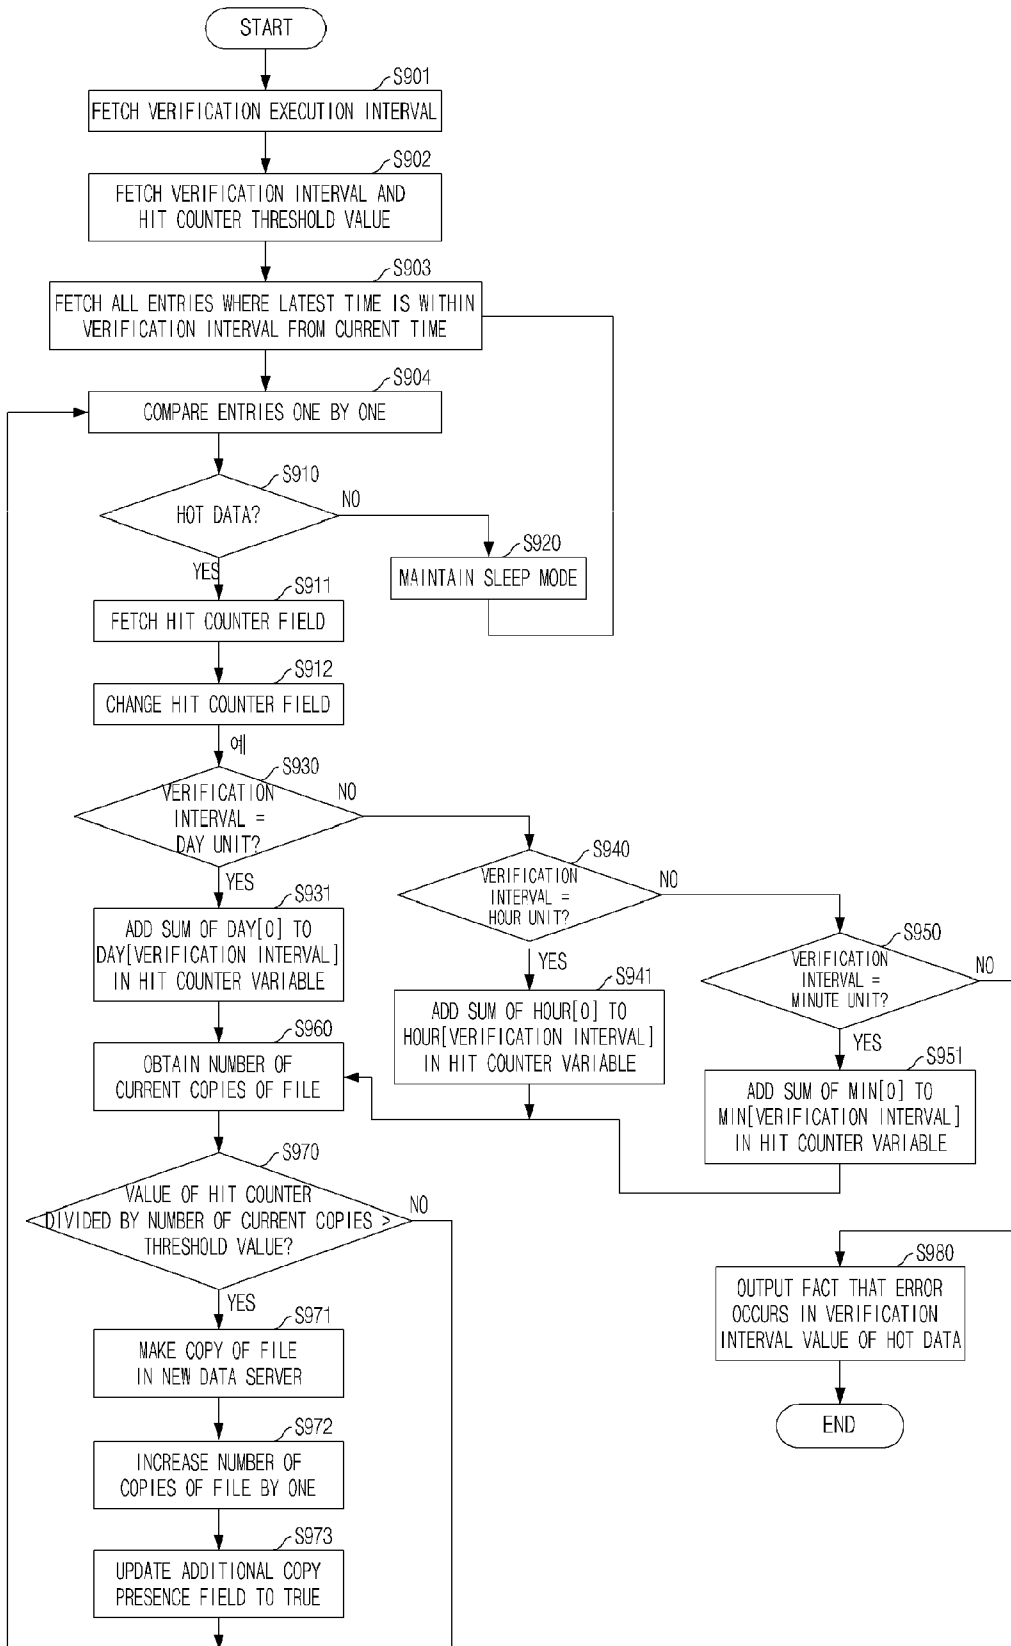 START
S901
FETCH VERIFICATION EXECUTION INTERVAL
S902
FETCH VERIFICATION INTERVAL AND
HIT COUNTER THRESHOLD VALUE
S903
FETCH ALL ENTRIES WHERE LATEST TIME IS WITHIN
VERIFICATION INTERVAL FROM CURRENT TIME
S904
COMPARE ENTRIES ONE BY ONE
S910
HOT DATA?
NO
YES
S920
MAINTAIN SLEEP MODE
S911
FETCH HIT COUNTER FIELD
S912
CHANGE HIT COUNTER FIELD
예
S930
VERIFICATION
INTERVAL =
DAY UNIT?
NO
YES
S940
VERIFICATION
INTERVAL =
HOUR UNIT?
NO
YES
S950
VERIFICATION
INTERVAL =
MINUTE UNIT?
NO
YES
S931
ADD SUM OF DAY[0] TO
DAY[VERIFICATION INTERVAL]
IN HIT COUNTER VARIABLE
S941
ADD SUM OF HOUR[0] TO
HOUR[VERIFICATION INTERVAL]
IN HIT COUNTER VARIABLE
S951
ADD SUM OF MIN[0] TO
MIN[VERIFICATION INTERVAL]
IN HIT COUNTER VARIABLE
S960
OBTAIN NUMBER OF
CURRENT COPIES OF FILE
S970
VALUE OF HIT COUNTER
DIVIDED BY NUMBER OF CURRENT COPIES >
THRESHOLD VALUE?
NO
YES
S980
OUTPUT FACT THAT ERROR
OCCURS IN VERIFICATION
INTERVAL VALUE OF HOT DATA
END
S971
MAKE COPY OF FILE
IN NEW DATA SERVER
S972
INCREASE NUMBER OF
COPIES OF FILE BY ONE
S973
UPDATE ADDITIONAL COPY
PRESENCE FIELD TO TRUE